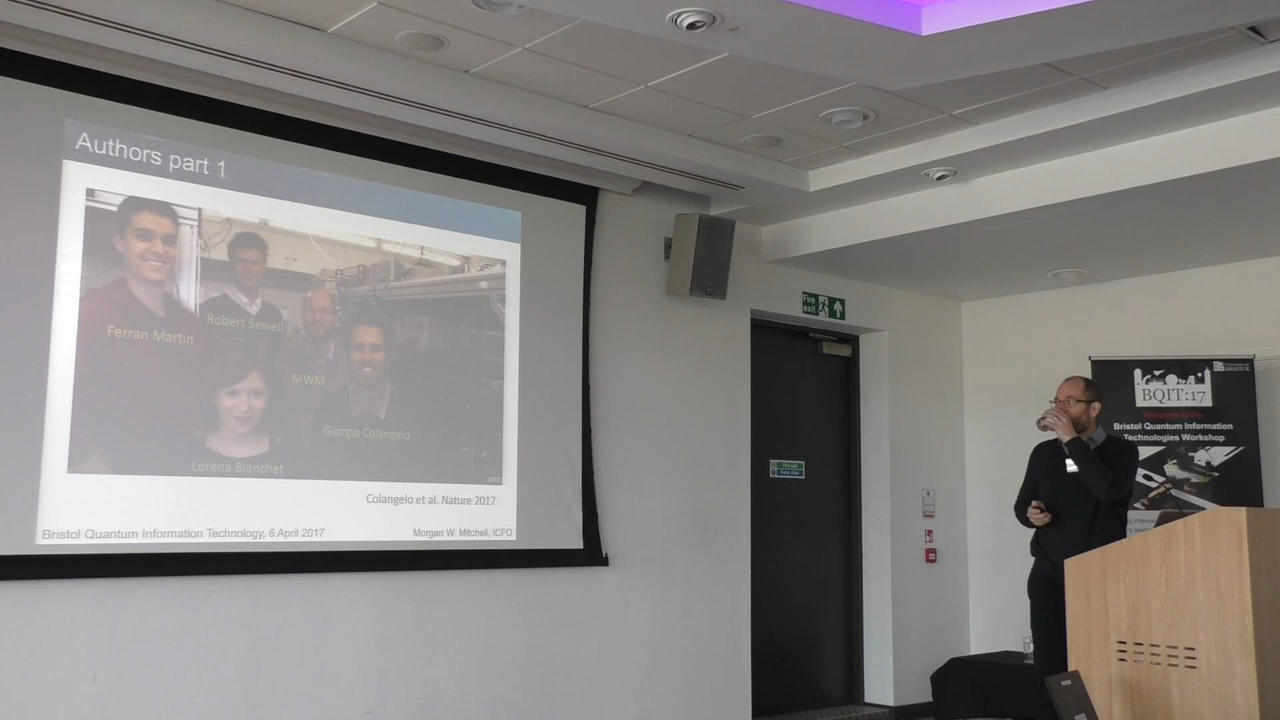 Authors part 1
Ferran Martin
Robert Sewell
MWM
Giorgio Colangelo
Lorena Bianchet
ICFO
Colangelo et al. Nature 2017
Bristol Quantum Information Technology, 6 April 2017
Morgan W. Mitchell, ICFO
Fire
exit
BRISTOL
BQIT:17
Welcome to the
Bristol Quantum Information
Technologies Workshop